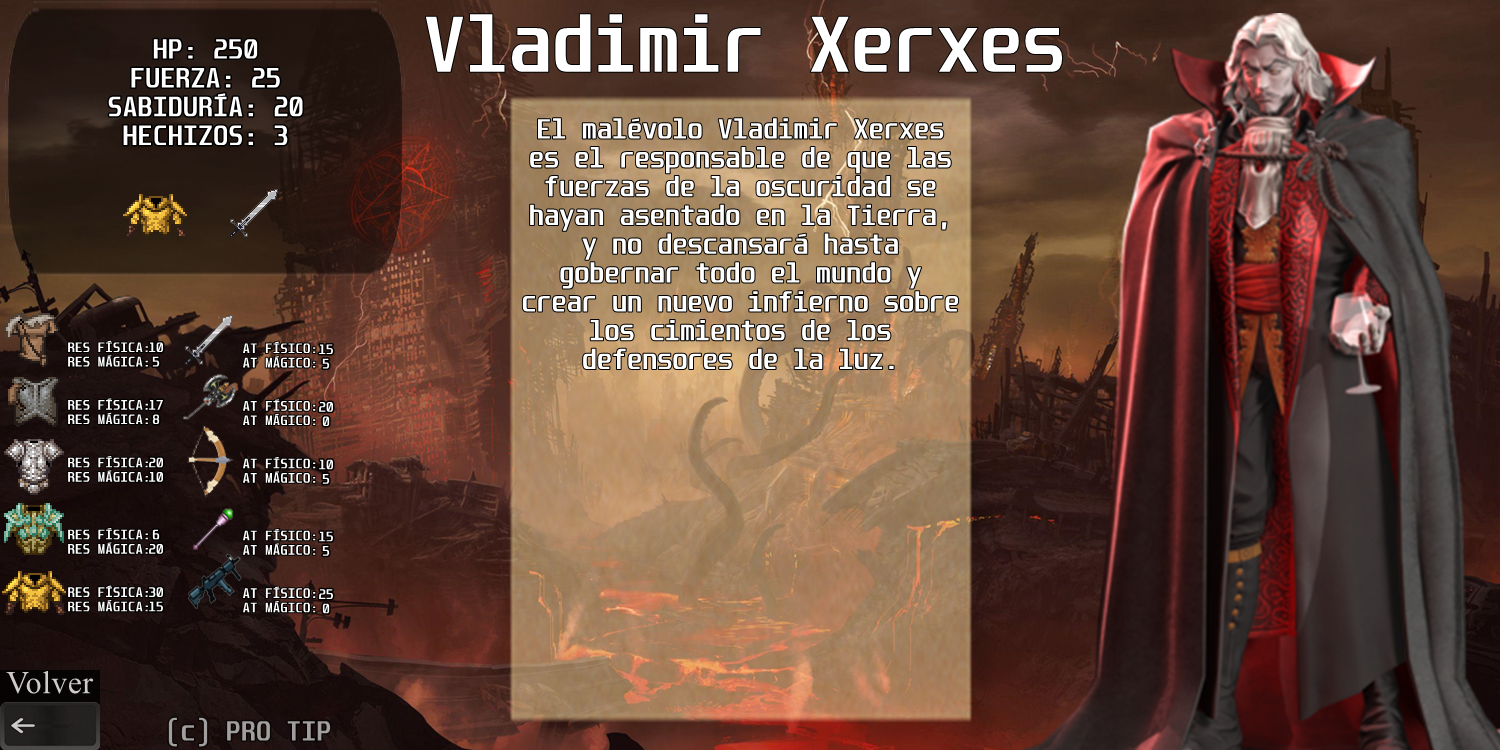 Vladimir Xerxes
HP: 250
FUERZA: 25
SABIDURÍA: 20
HECHIZOS: 3
El malévolo Vladimir Xerxes
es el responsable de que las
fuerzas de la oscuridad se
hayan asentado en la Tierra,
y no descansará hasta
gobernar todo el mundo y
crear un nuevo infierno sobre
los cimientos de los
defensores de la luz.
RES FÍSICA:10
RES MÁGICA:5
AT FÍSICO:15
AT MÁGICO: 5
RES FÍSICA:17
RES MÁGICA:8
AT FÍSICO:20
AT MÁGICO: 0
RES FÍSICA:20
RES MÁGICA:10
AT FÍSICO:10
AT MÁGICO: 5
RES FÍSICA:6
RES MÁGICA:20
AT FÍSICO:15
AT MÁGICO: 5
RES FÍSICA:30
RES MÁGICA:15
AT FÍSICO:25
AT MÁGICO: 0
Volver
(c) PRO TIP